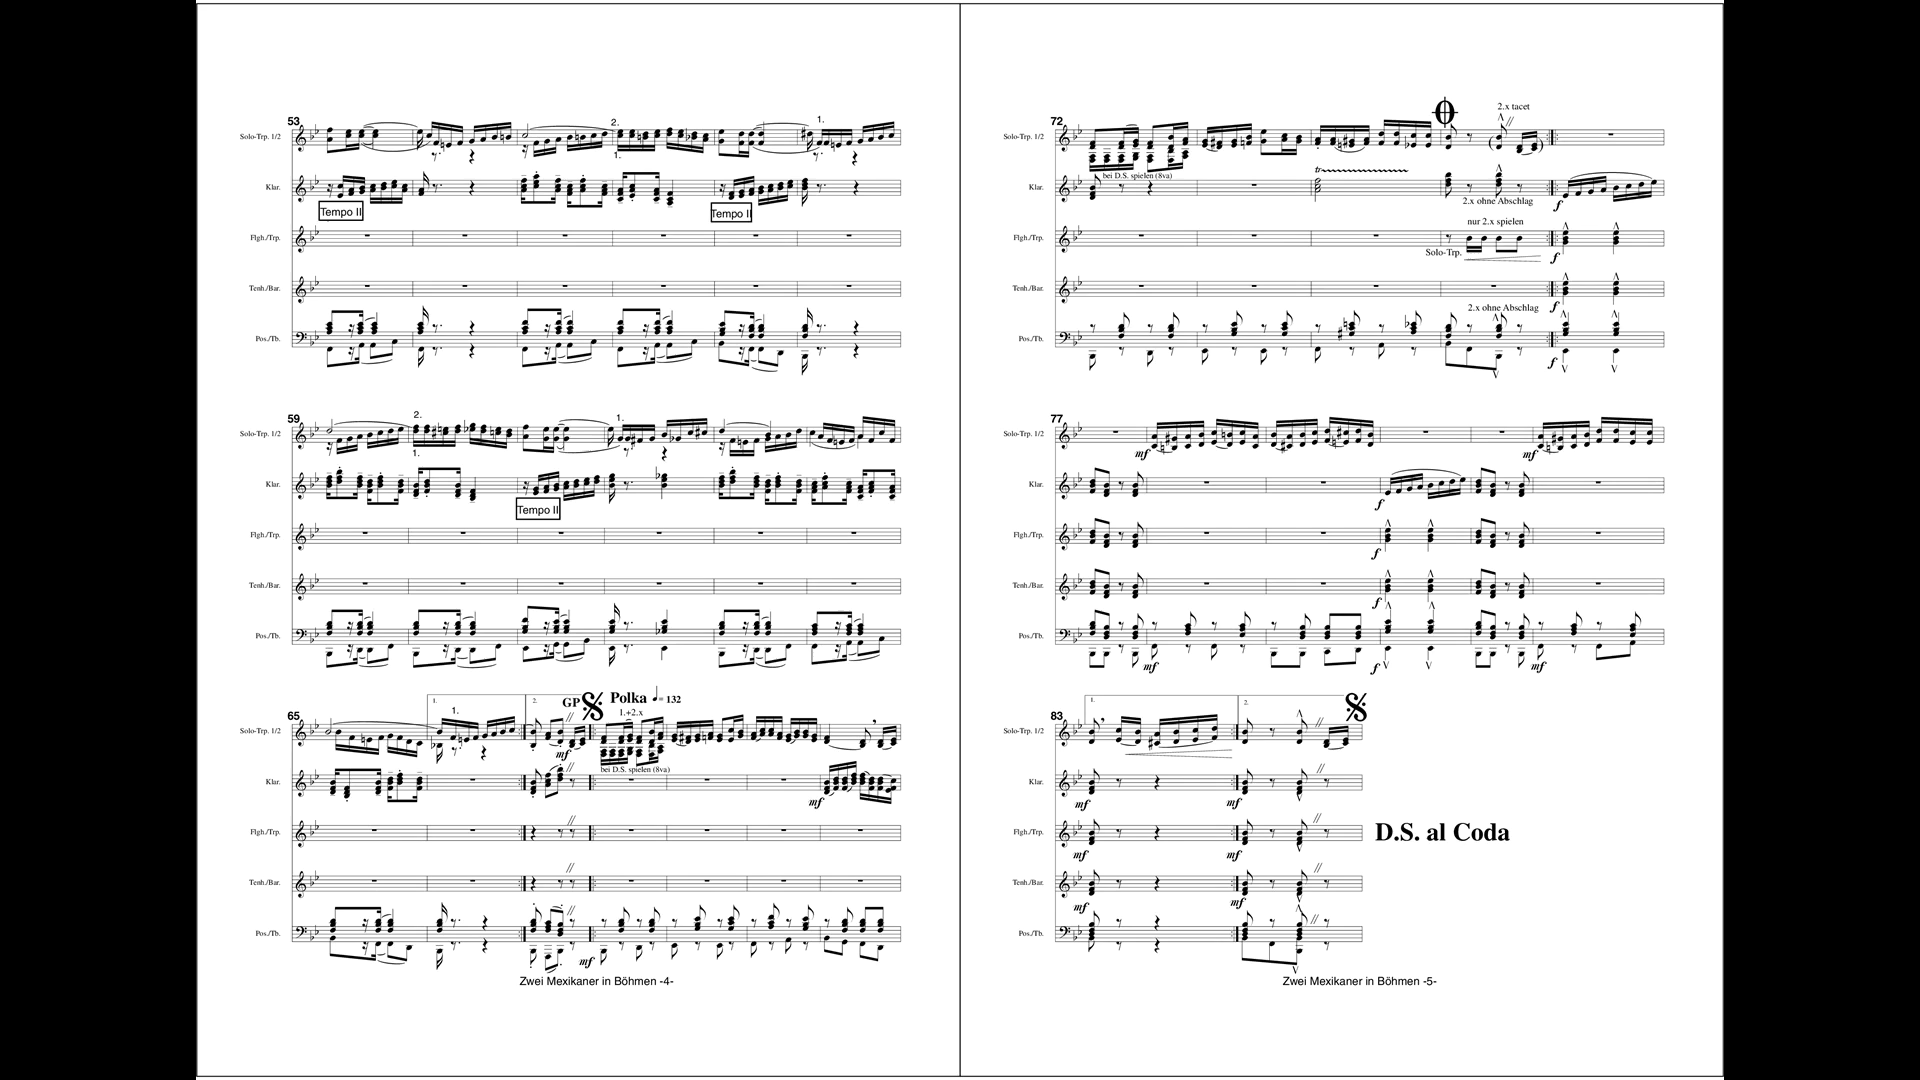 53
2.
1.
Solo-Trp. 1/2
1.
Klar.
Tempo II
Tempo II
Flgh./Trp.
Tenh./Bar.
Pos./Tb.
59
2.
1.
Solo-Trp. 1/2
1.
Klar.
Tempo II
Flgh./Trp.
Tenh./Bar.
Pos./Tb.
65
1.
1.
2.
GP
Polka ♩ = 132
1.+2.x
Solo-Trp. 1/2
mf
bei D.S. spielen (8va)
Klar.
mf
Flgh./Trp.
Tenh./Bar.
Pos./Tb.
mf
Zwei Mexikaner in Böhmen -4-
72
2.x tacet
Solo-Trp. 1/2
bei D.S. spielen (8va)
tr
Klar.
2.x ohne Abschlag
f
nur 2.x spielen
Flgh./Trp.
Solo-Trp.
f
Tenh./Bar.
f
2.x ohne Abschlag
Pos./Tb.
f
77
Solo-Trp. 1/2
mf
mf
Klar.
f
Flgh./Trp.
f
Tenh./Bar.
f
Pos./Tb.
mf
f
mf
83
1.
2.
Solo-Trp. 1/2
Klar.
mf
mf
Flgh./Trp.
D.S. al Coda
mf
mf
Tenh./Bar.
mf
mf
Pos./Tb.
Zwei Mexikaner in Böhmen -5-